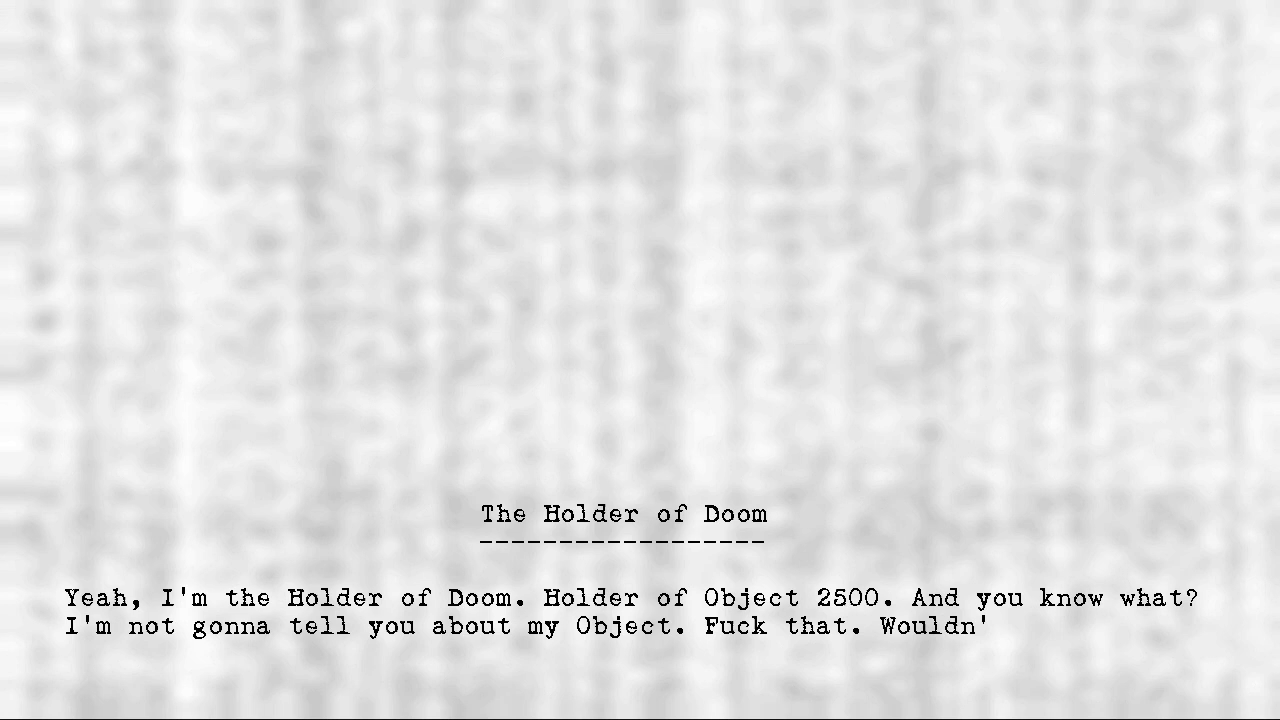 The Holder of Doom
------------------
Yeah, I'm the Holder of Doom. Holder of Object 2500. And you know what?
I'm not gonna tell you about my Object. Fuck that. Wouldn'